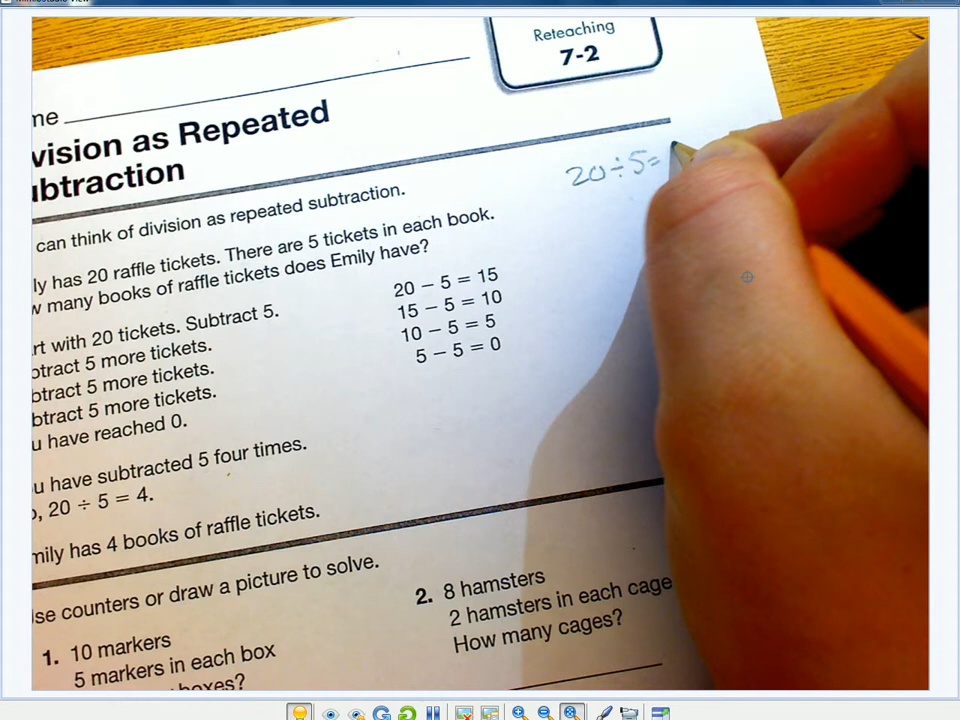 Reteaching
7-2
me
vision as Repeated
ubtraction
20÷5=
can think of division as repeated subtraction.
ly has 20 raffle tickets. There are 5 tickets in each book.
w many books of raffle tickets does Emily have?
rt with 20 tickets. Subtract 5.
20 – 5 = 15
btract 5 more tickets.
15 – 5 = 10
btract 5 more tickets.
10 – 5 = 5
btract 5 more tickets.
5 – 5 = 0
u have reached 0.
u have subtracted 5 four times.
o, 20 ÷ 5 = 4.
mily has 4 books of raffle tickets.
se counters or draw a picture to solve.
1. 10 markers
5 markers in each box
boxes?
2. 8 hamsters
2 hamsters in each cage
How many cages?